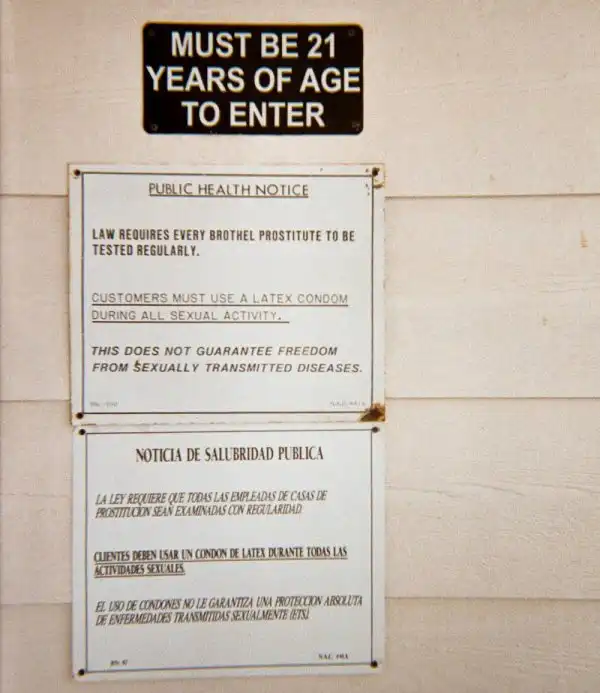 MUST BE 21
YEARS OF AGE
TO ENTER
PUBLIC HEALTH NOTICE
LAW REQUIRES EVERY BROTHEL PROSTITUTE TO BE
TESTED REGULARLY.
CUSTOMERS MUST USE A LATEX CONDOM
DURING ALL SEXUAL ACTIVITY.
THIS DOES NOT GUARANTEE FREEDOM
FROM SEXUALLY TRANSMITTED DISEASES.
NOTICIA DE SALUBRIDAD PUBLICA
LA LEY REQUIERE QUE TODAS LAS EMPLEADAS DE CASAS DE
PROSTITUCION SEAN EXAMINADAS CON REGULARIDAD.
CLIENTES DEBEN USAR UN CONDON DE LATEX DURANTE TODAS LAS
ACTIVIDADES SEXUALES.
EL USO DE CONDONES NO LE GARANTIZA UNA PROTECCION ABSOLUTA
DE ENFERMEDADES TRANSMITIDAS SEXUALMENTE (ETS).